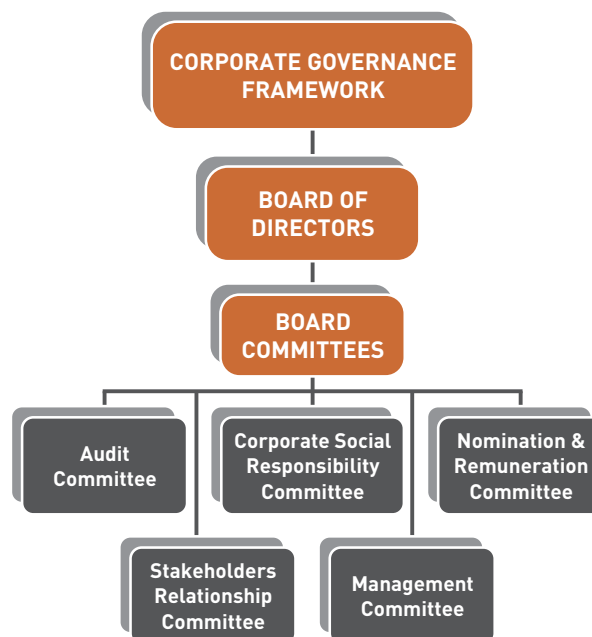 CORPORATE GOVERNANCE
FRAMEWORK
BOARD OF
DIRECTORS
BOARD
COMMITTEES
Audit
Committee
Corporate Social
Responsibility
Committee
Nomination &
Remuneration
Committee
Stakeholders
Relationship
Committee
Management
Committee